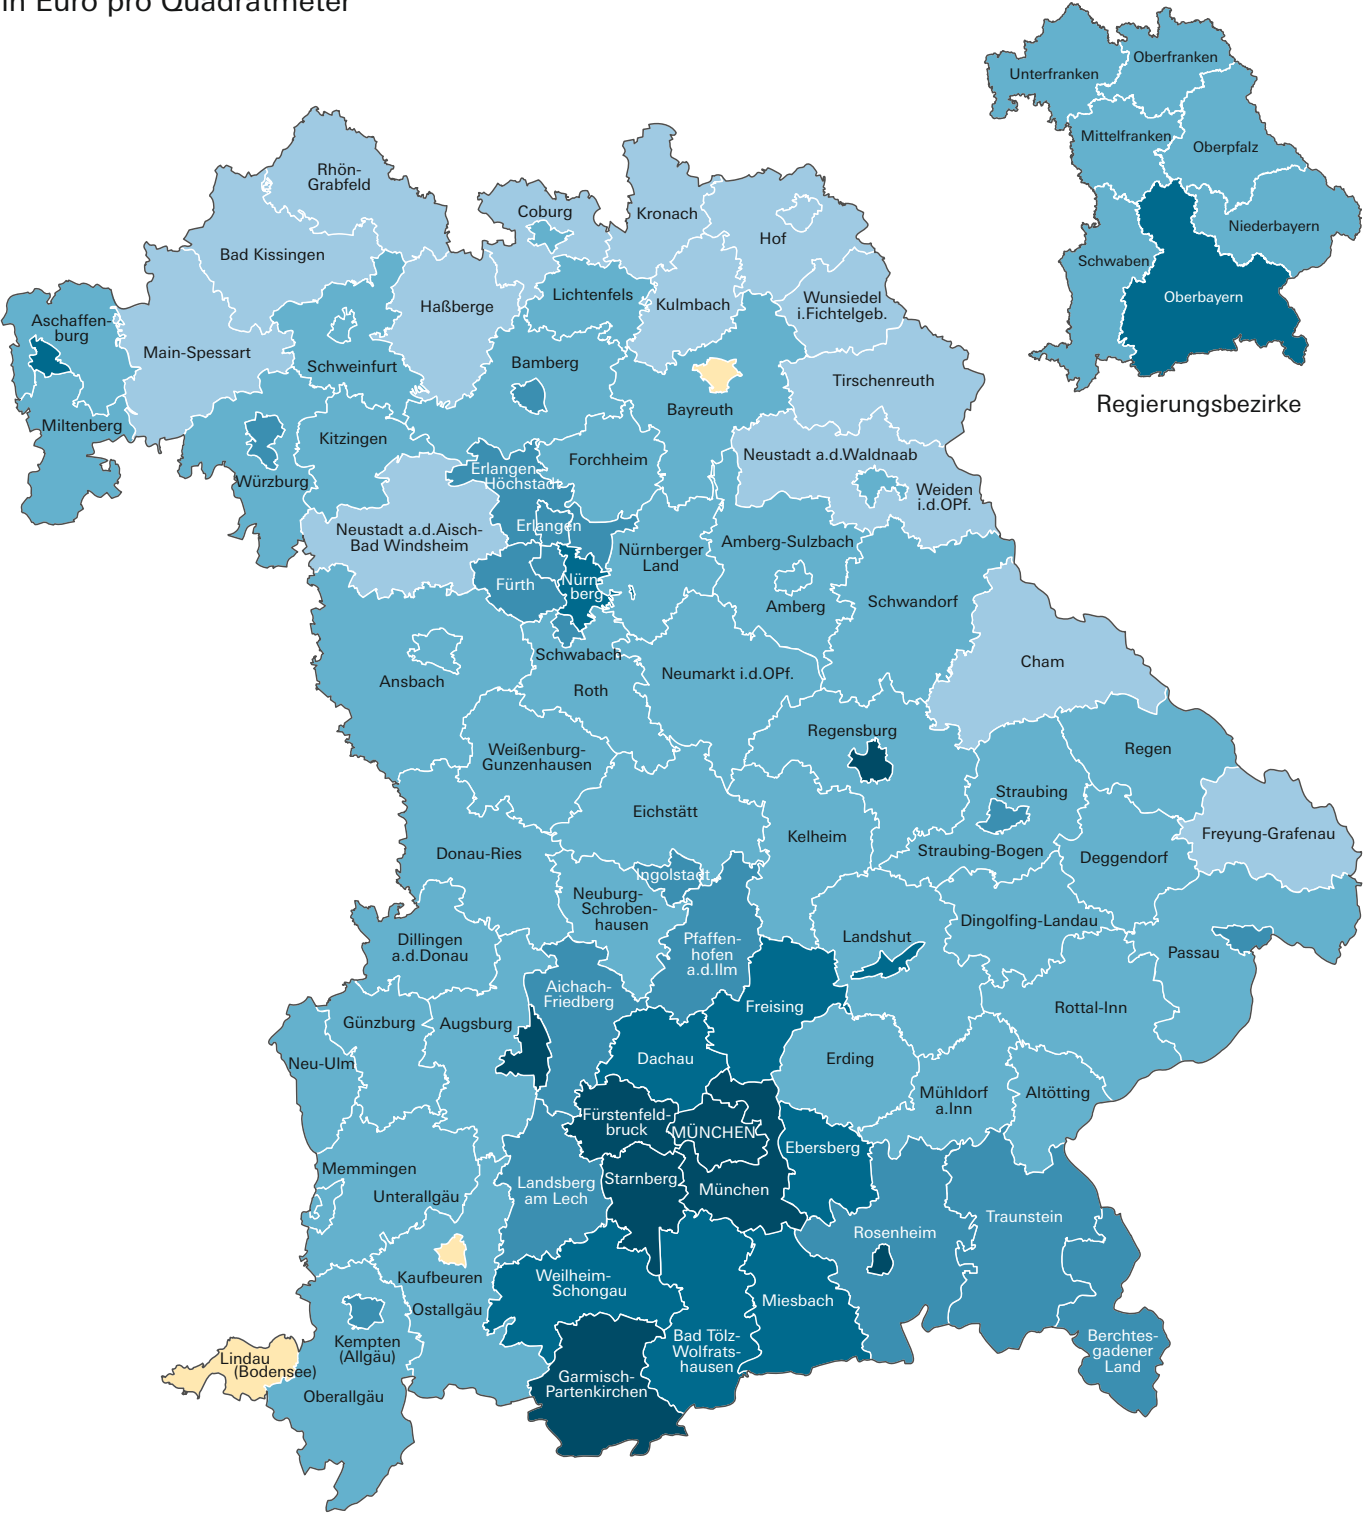 in Euro pro Quadratmeter
Unterfranken
Oberfranken
Mittelfranken
Oberpfalz
Niederbayern
Schwaben
Oberbayern
Regierungsbezirke
Rhön-
Grabfeld
Coburg
Kronach
Hof
Bad Kissingen
Haßberge
Lichtenfels
Kulmbach
Wunsiedel
i.Fichtelgeb.
Aschaffen-
burg
Main-Spessart
Schweinfurt
Bamberg
Bayreuth
Tirschenreuth
Miltenberg
Kitzingen
Würzburg
Erlangen-
Höchstadt
Forchheim
Neustadt a.d.Waldnaab
Weiden
i.d.OPf.
Neustadt a.d.Aisch-
Bad Windsheim
Erlangen
Nürnberger
Land
Amberg-Sulzbach
Fürth
Nürn-
berg
Amberg
Schwandorf
Schwabach
Ansbach
Roth
Neumarkt i.d.OPf.
Cham
Regensburg
Weißenburg-
Gunzenhausen
Regen
Straubing
Eichstätt
Kelheim
Straubing-Bogen
Deggendorf
Freyung-Grafenau
Donau-Ries
Ingolstadt
Neuburg-
Schroben-
hausen
Dillingen
a.d.Donau
Pfaffen-
hofen
a.d.Ilm
Landshut
Dingolfing-Landau
Passau
Aichach-
Friedberg
Freising
Rottal-Inn
Günzburg
Augsburg
Neu-Ulm
Dachau
Erding
Mühldorf
a.Inn
Altötting
Fürstenfeld-
bruck
MÜNCHEN
Ebersberg
Memmingen
Unterallgäu
Landsberg
am Lech
Starnberg
München
Traunstein
Rosenheim
Kaufbeuren
Ostallgäu
Weilheim-
Schongau
Miesbach
Kempten
(Allgäu)
Bad Tölz-
Wolfrats-
hausen
Berchtes-
gadener
Land
Lindau
(Bodensee)
Oberallgäu
Garmisch-
Partenkirchen